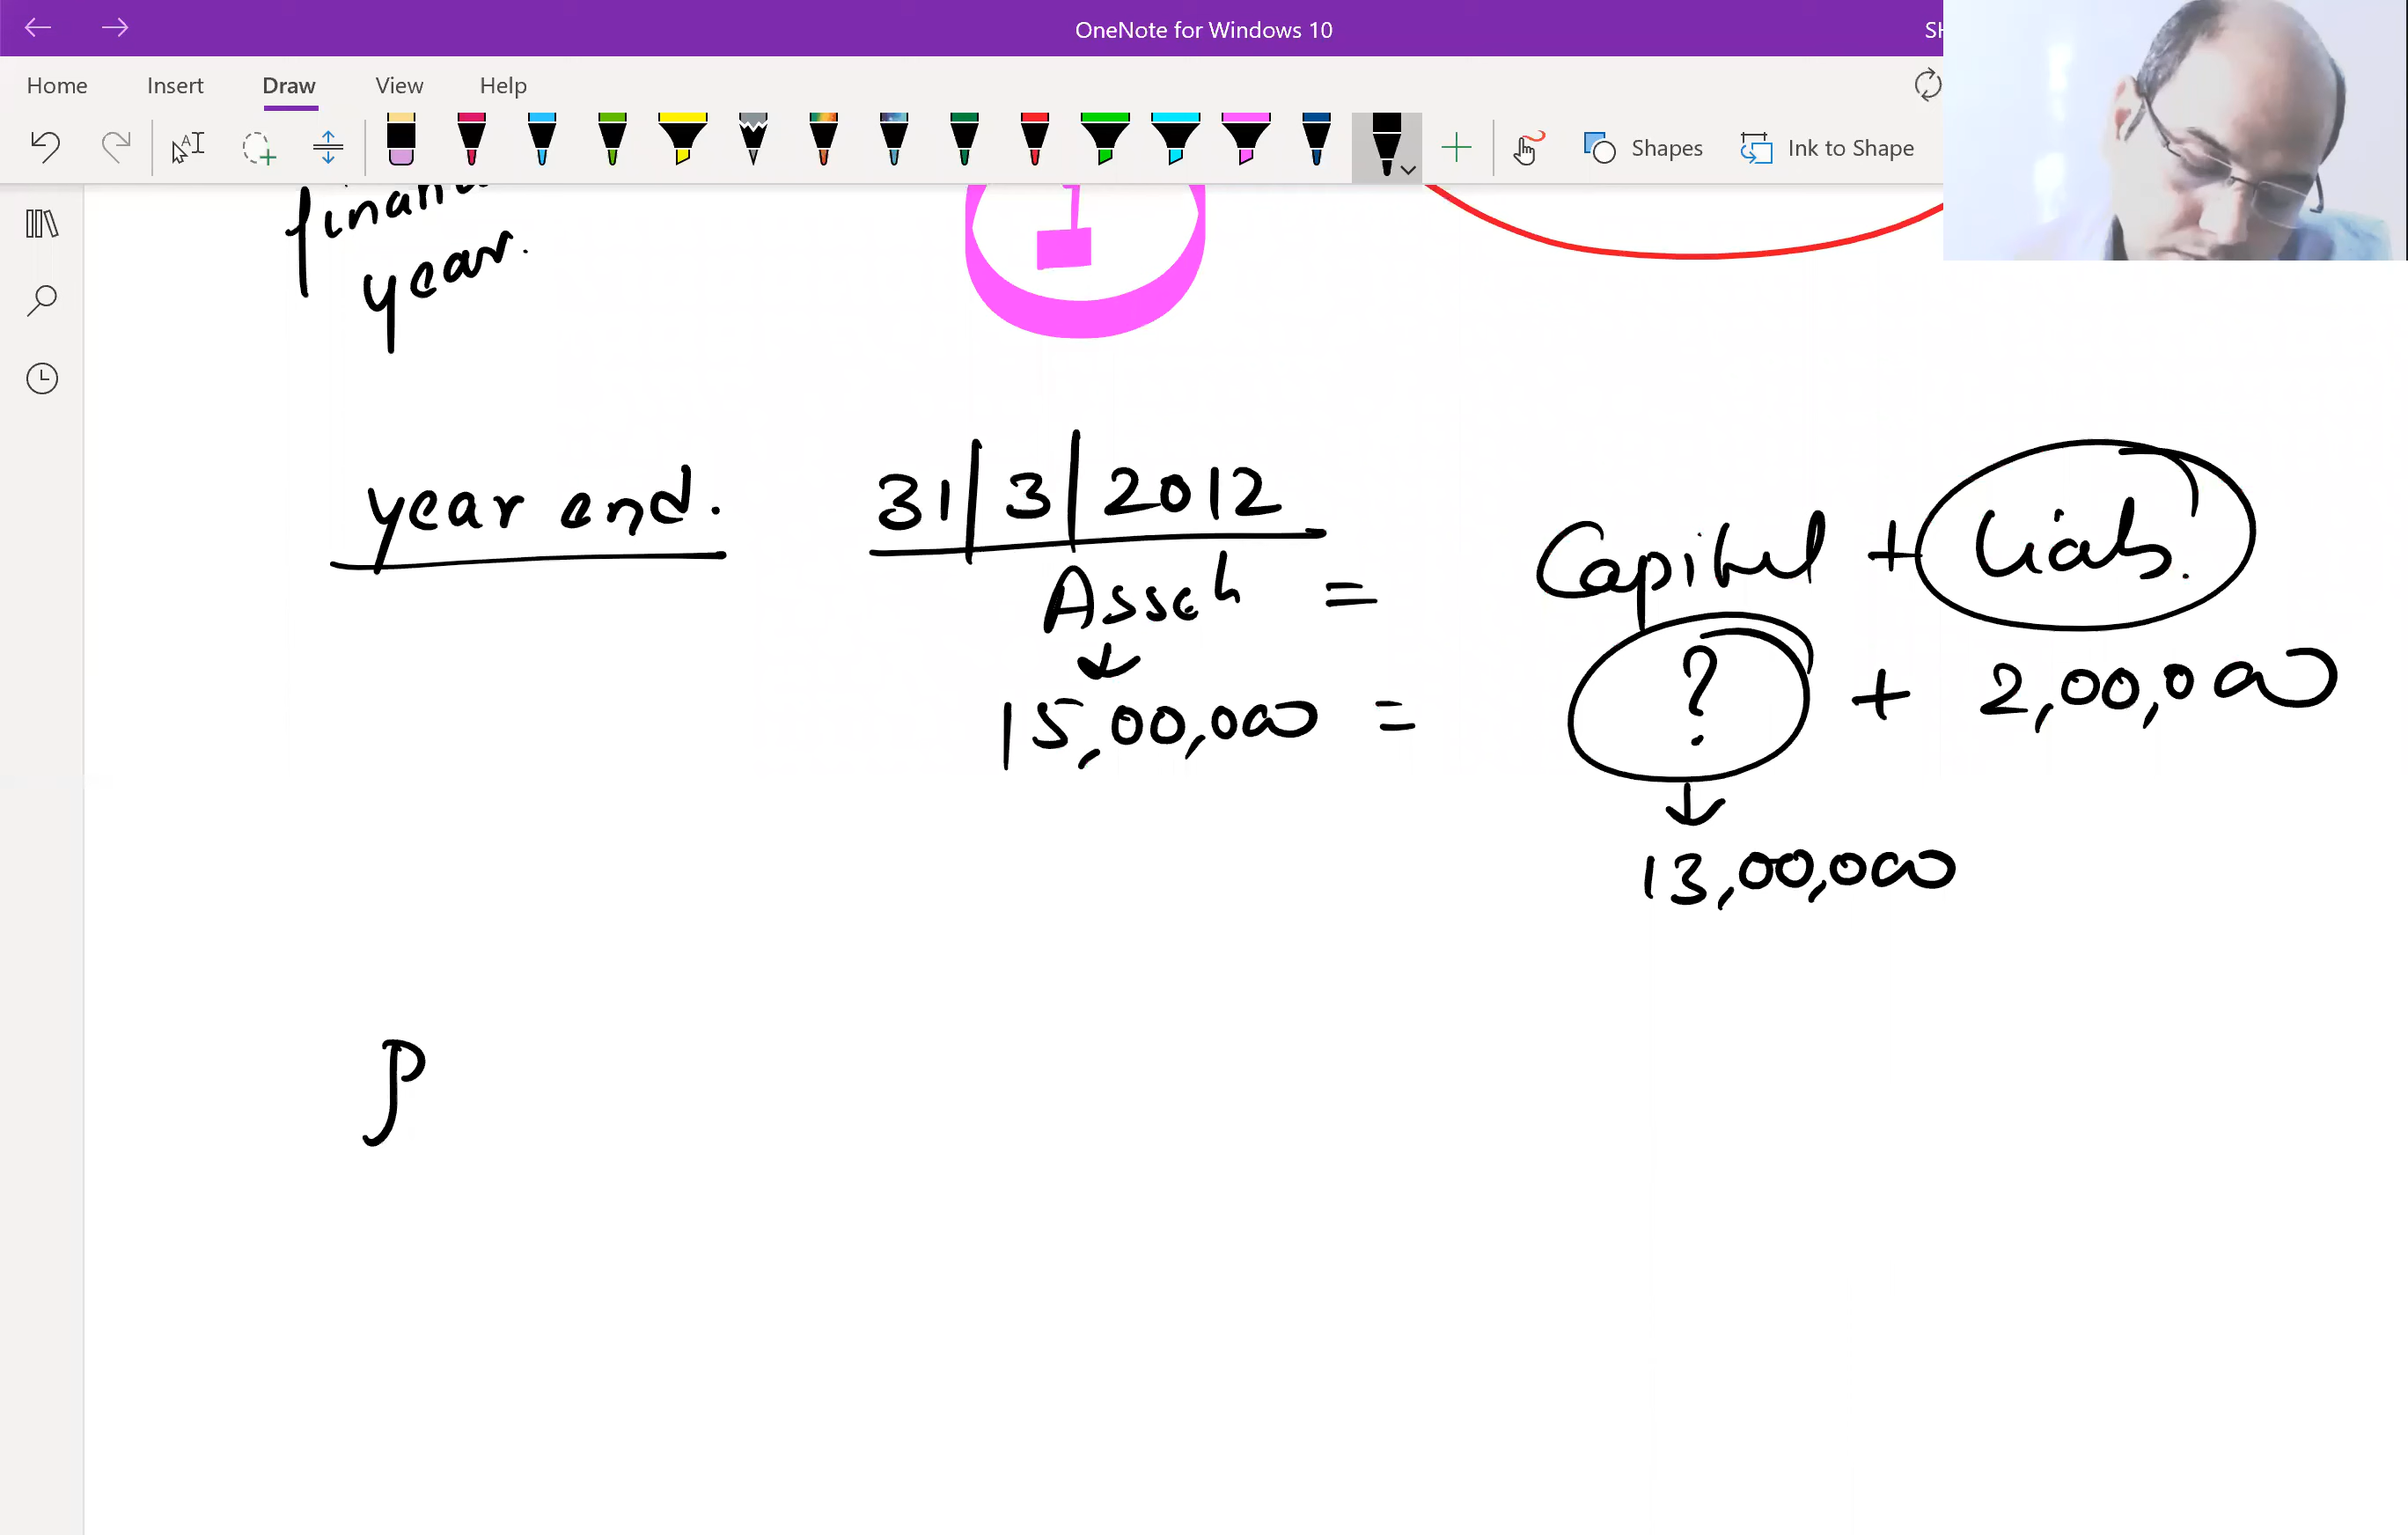 OneNote for Windows 10
Home Insert Draw View Help
Shapes Ink to Shape
year.
year end. 31/3/2012
Assets = Capital + Liabs.
15,00,000 = ? + 2,00,000
13,00,000
P